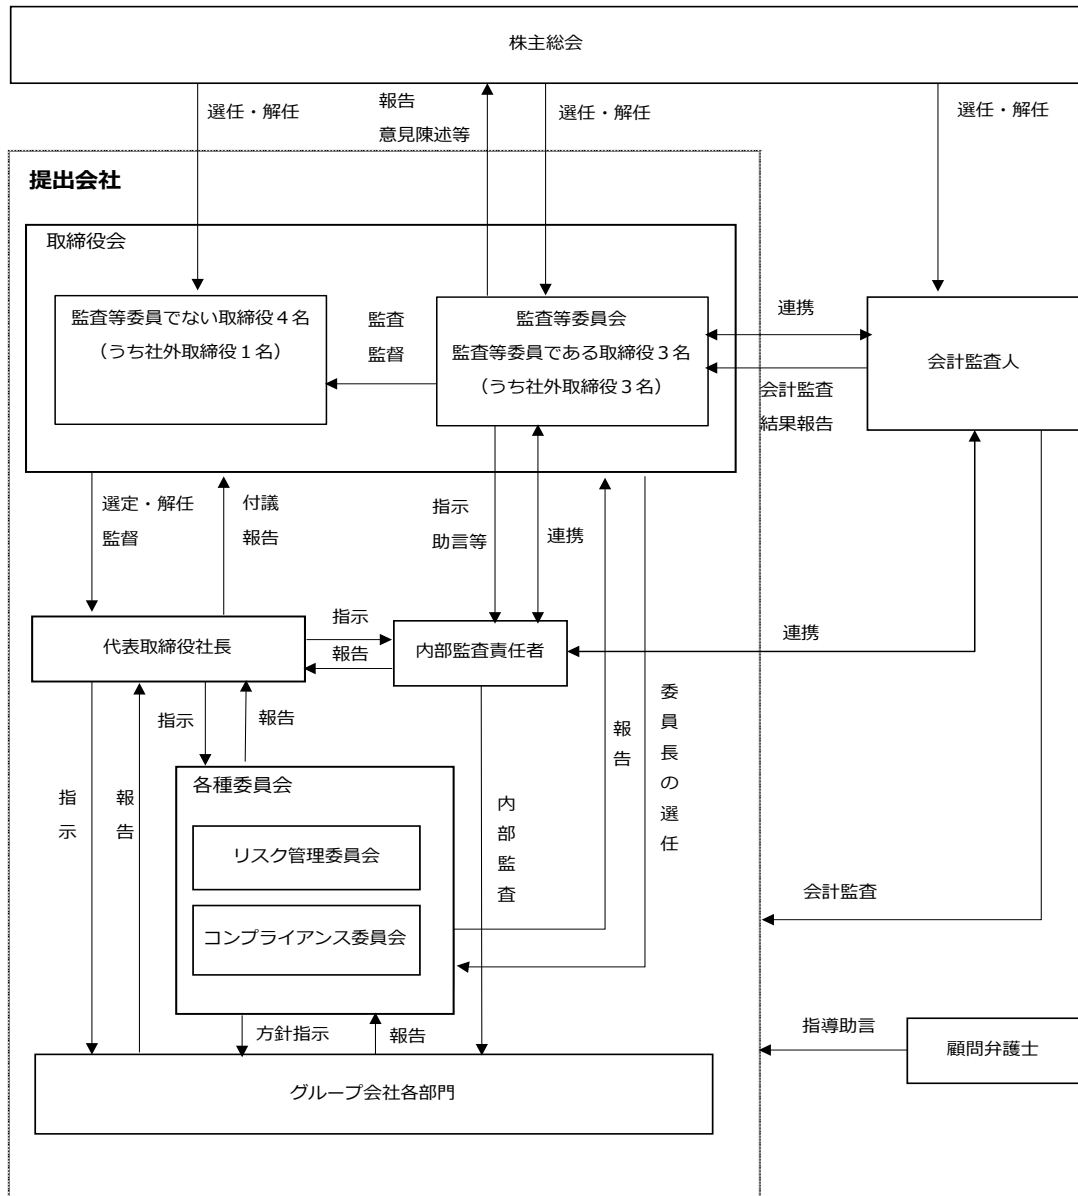 株主総会
選任・解任
報告
意見陳述等
選任・解任
選任・解任
提出会社
取締役会
監査等委員でない取締役４名
（うち社外取締役１名）
監査
監督
監査等委員会
監査等委員である取締役３名
（うち社外取締役３名）
連携
会計監査
結果報告
会計監査人
選定・解任
監督
付議
報告
指示
助言等
連携
代表取締役社長
指示
報告
内部監査責任者
連携
指示
報告
指示
報告
各種委員会
リスク管理委員会
コンプライアンス委員会
内部監査
報告
委員長の選任
会計監査
方針指示
報告
指導助言
顧問弁護士
グループ会社各部門